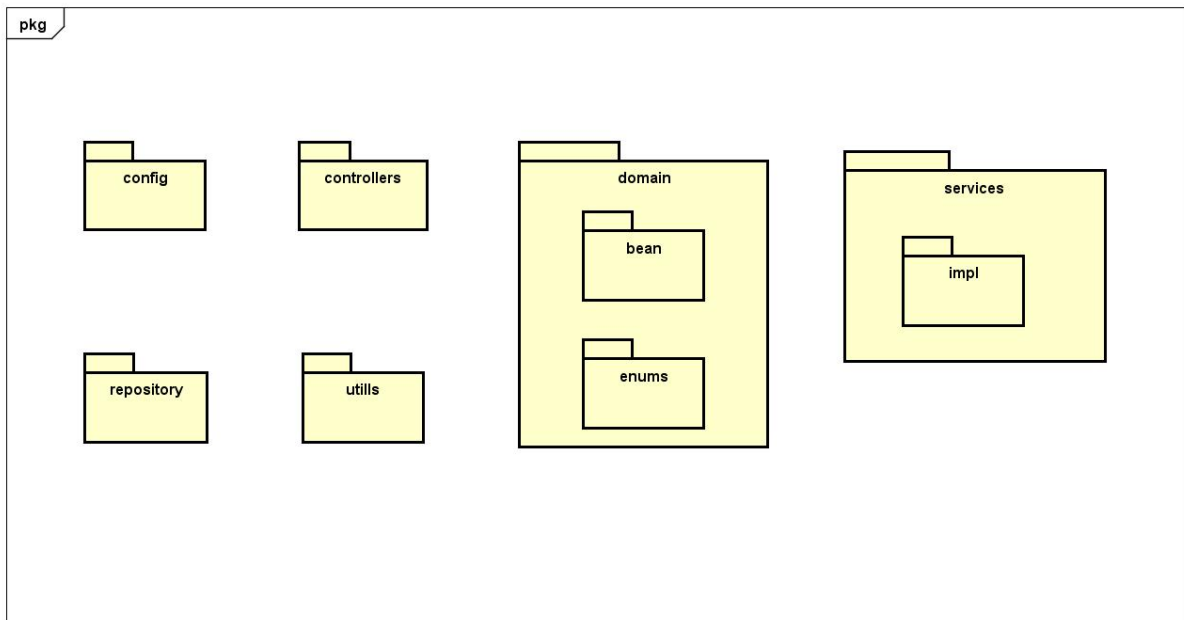 pkg
config
controllers
domain
services
bean
impl
repository
utills
enums